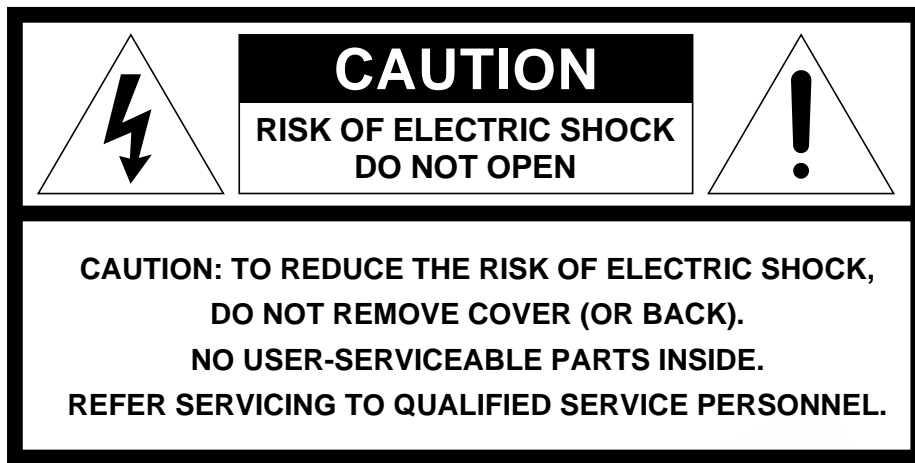 CAUTION
RISK OF ELECTRIC SHOCK
DO NOT OPEN
CAUTION: TO REDUCE THE RISK OF ELECTRIC SHOCK,
DO NOT REMOVE COVER (OR BACK).
NO USER-SERVICEABLE PARTS INSIDE.
REFER SERVICING TO QUALIFIED SERVICE PERSONNEL.